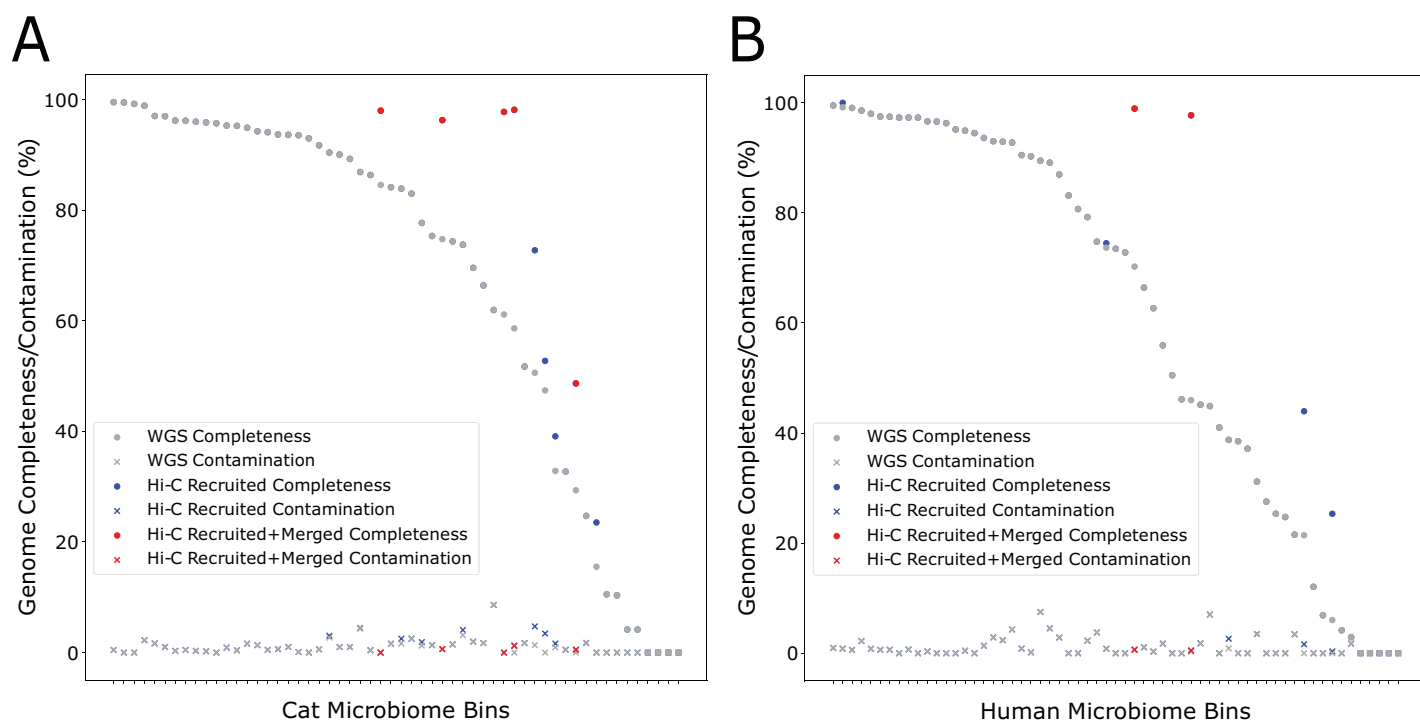 A
Genome Completeness/Contamination (%)
100
80
60
40
20
0
WGS Completeness
WGS Contamination
Hi-C Recruited Completeness
Hi-C Recruited Contamination
Hi-C Recruited+Merged Completeness
Hi-C Recruited+Merged Contamination
Cat Microbiome Bins
B
Genome Completeness/Contamination (%)
100
80
60
40
20
0
WGS Completeness
WGS Contamination
Hi-C Recruited Completeness
Hi-C Recruited Contamination
Hi-C Recruited+Merged Completeness
Hi-C Recruited+Merged Contamination
Human Microbiome Bins